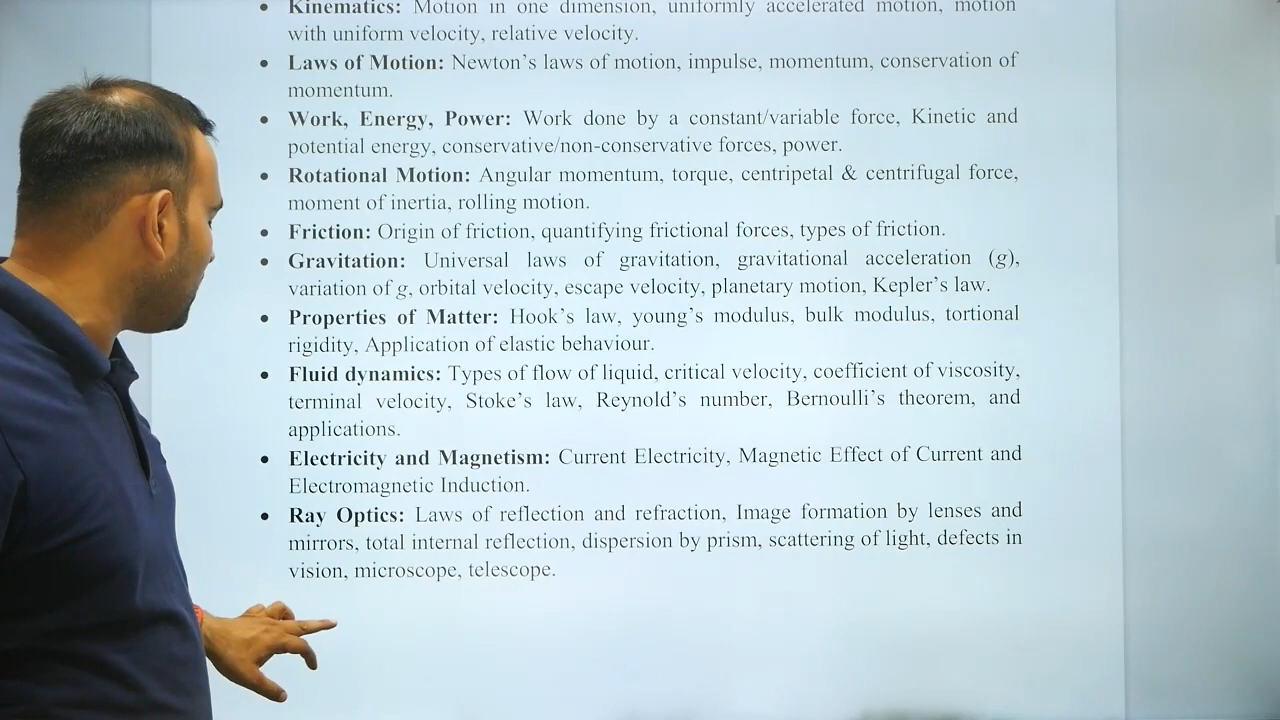 • Kinematics: Motion in one dimension, uniformly accelerated motion, motion
with uniform velocity, relative velocity.
• Laws of Motion: Newton's laws of motion, impulse, momentum, conservation of
momentum.
• Work, Energy, Power: Work done by a constant/variable force, Kinetic and
potential energy, conservative/non-conservative forces, power.
• Rotational Motion: Angular momentum, torque, centripetal & centrifugal force,
moment of inertia, rolling motion.
• Friction: Origin of friction, quantifying frictional forces, types of friction.
• Gravitation: Universal laws of gravitation, gravitational acceleration (g),
variation of g, orbital velocity, escape velocity, planetary motion, Kepler's law.
• Properties of Matter: Hook's law, young's modulus, bulk modulus, tortional
rigidity, Application of elastic behaviour.
• Fluid dynamics: Types of flow of liquid, critical velocity, coefficient of viscosity,
terminal velocity, Stoke's law, Reynold's number, Bernoulli's theorem, and
applications.
• Electricity and Magnetism: Current Electricity, Magnetic Effect of Current and
Electromagnetic Induction.
• Ray Optics: Laws of reflection and refraction, Image formation by lenses and
mirrors, total internal reflection, dispersion by prism, scattering of light, defects in
vision, microscope, telescope.